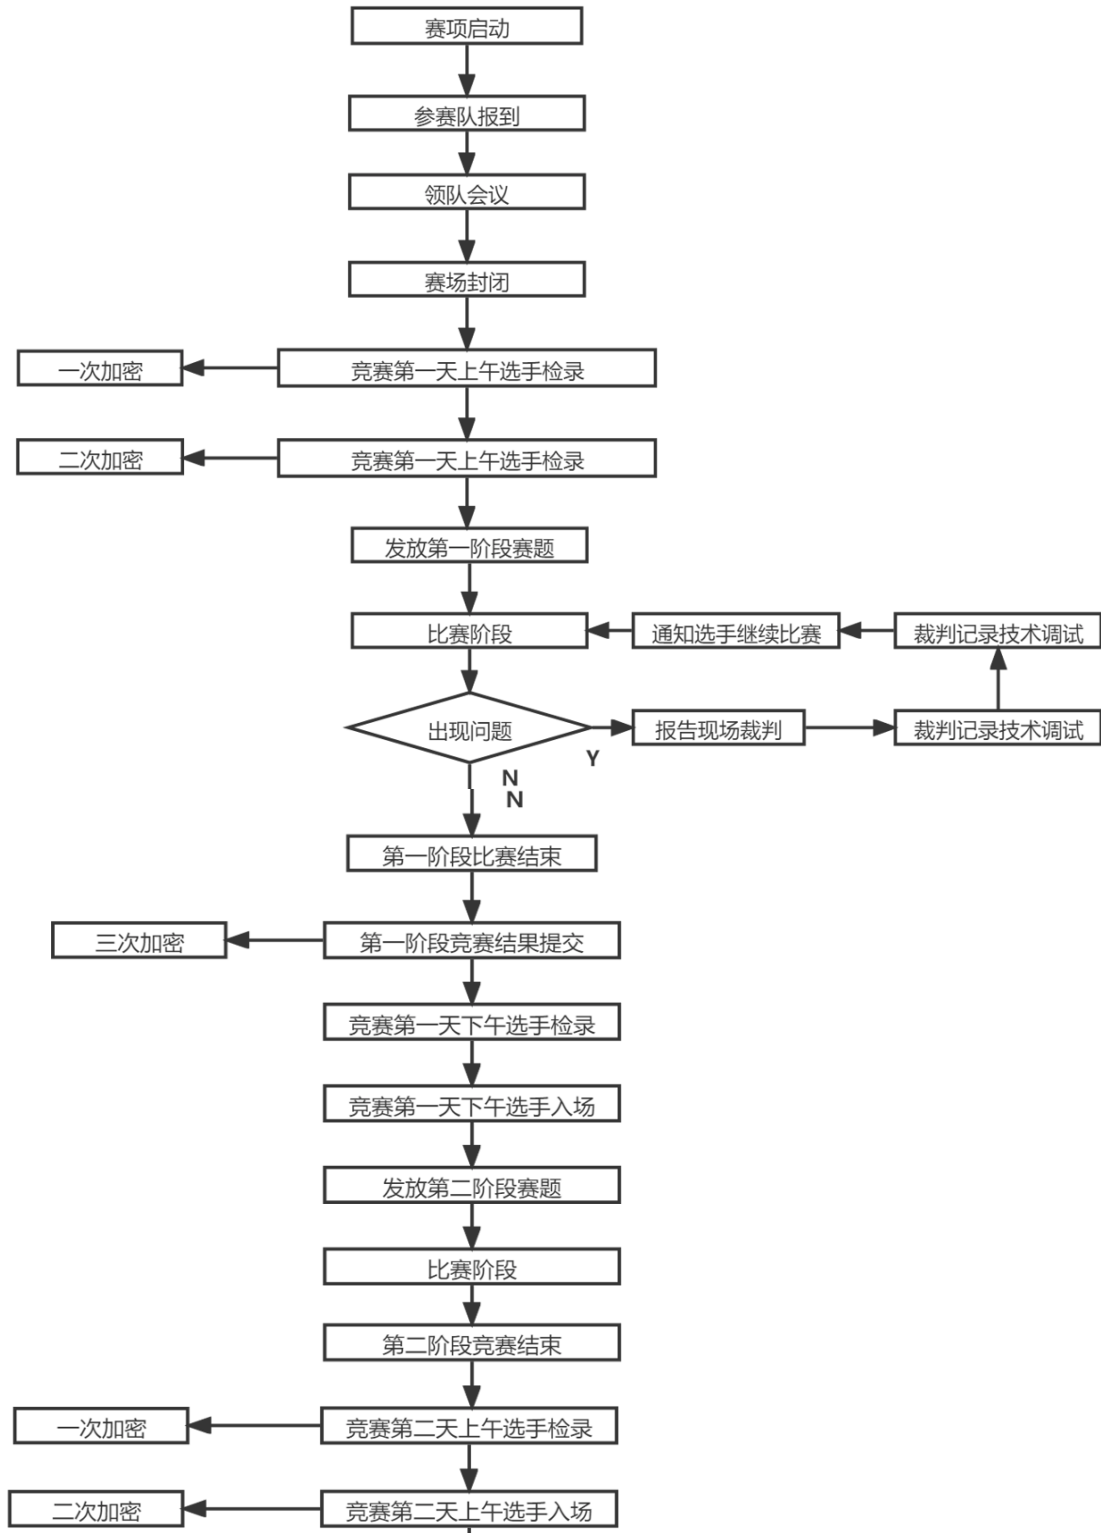 赛项启动
参赛队报到
领队会议
赛场封闭
一次加密
竞赛第一天上午选手检录
二次加密
竞赛第一天上午选手检录
发放第一阶段赛题
比赛阶段
通知选手继续比赛
裁判记录技术调试
出现问题
报告现场裁判
裁判记录技术调试
Y
N
N
第一阶段比赛结束
三次加密
第一阶段竞赛结果提交
竞赛第一天下午选手检录
竞赛第一天下午选手入场
发放第二阶段赛题
比赛阶段
第二阶段竞赛结束
一次加密
竞赛第二天上午选手检录
二次加密
竞赛第二天上午选手入场